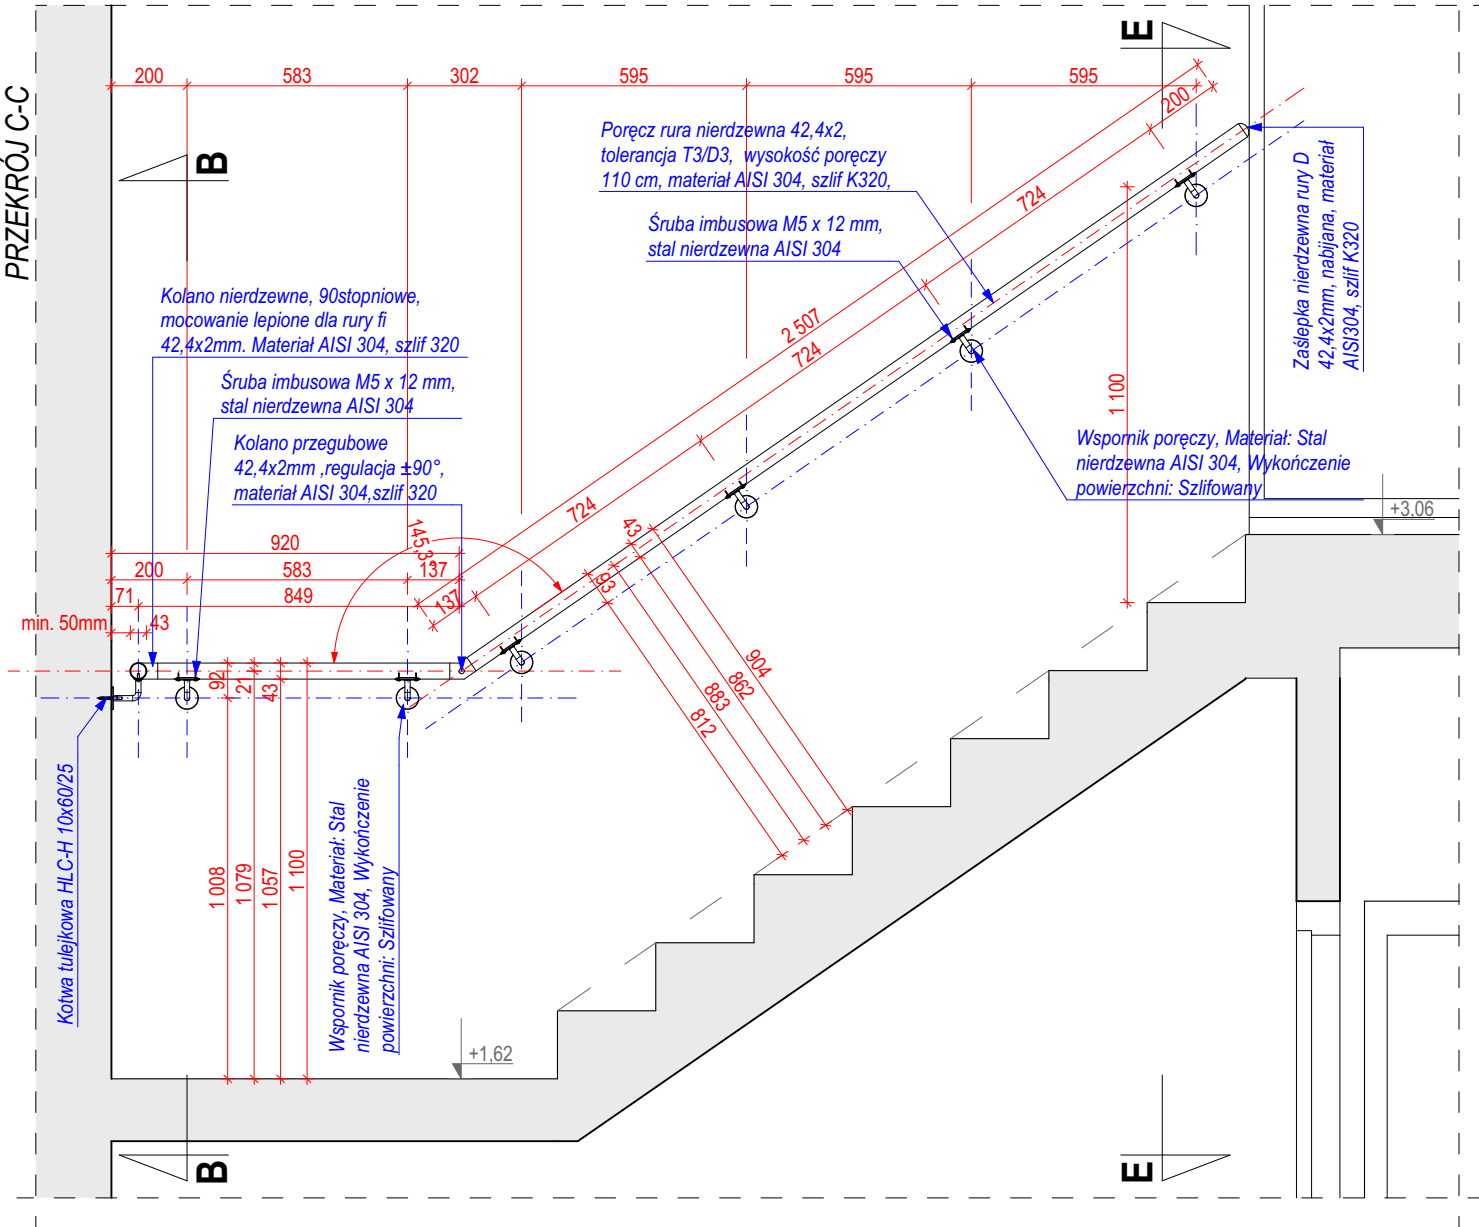 PRZEKRÓJ C-C
E
B
200
583
302
595
595
595
200
Poręcz rura nierdzewna 42,4x2,
tolerancja T3/D3, wysokość poręczy
110 cm, materiał AISI 304, szlif K320,
Śruba imbusowa M5 x 12 mm,
stal nierdzewna AISI 304
Zaślepka nierdzewna rury D
42,4x2mm, nabijana, materiał
AISI304, szlif K320
724
2 507
724
1 100
724
Kolano nierdzewne, 90stopniowe,
mocowanie lepione dla rury fi
42,4x2mm. Materiał AISI 304, szlif 320
Śruba imbusowa M5 x 12 mm,
stal nierdzewna AISI 304
Kolano przegubowe
42,4x2mm ,regulacja ±90°,
materiał AISI 304,szlif 320
Wspornik poręczy, Materiał: Stal
nierdzewna AISI 304, Wykończenie
powierzchni: Szlifowany
+3,06
920
145,3°
200
583
137
71
849
137
min. 50mm
43
43
93
904
862
883
812
92
21
43
1 008
1 079
1 057
1 100
Kotwa tulejkowa HLC-H 10x60/25
Wspornik poręczy, Materiał: Stal
nierdzewna AISI 304, Wykończenie
powierzchni: Szlifowany
+1,62
B
E